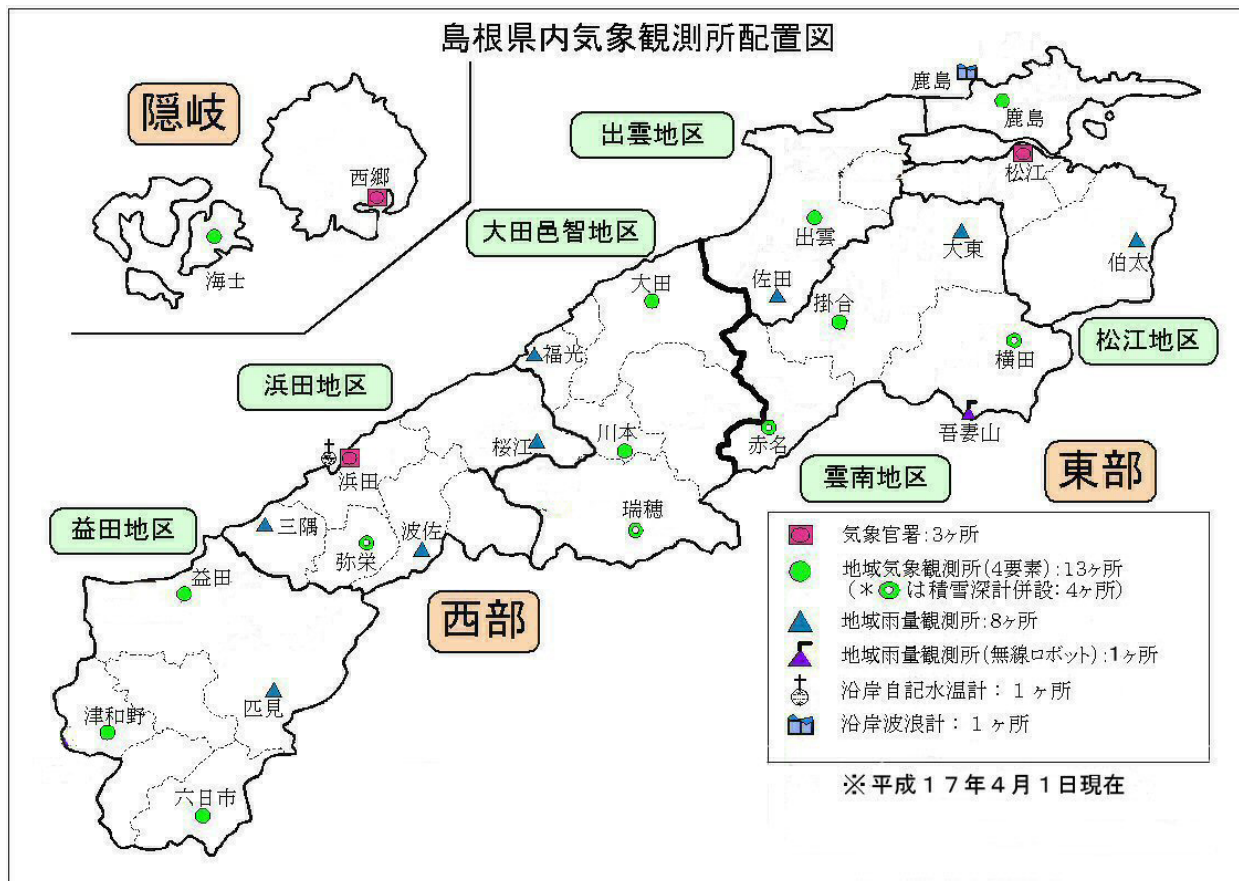 島根県内気象観測所配置図
隠岐
西郷
海士
鹿島
鹿島
出雲地区
松江
大田邑智地区
出雲
大東
伯太
大田
佐田
掛合
松江地区
横田
福光
浜田地区
吾妻山
桜江
川本
赤名
東部
浜田
雲南地区
益田地区
三隅
波佐
瑞穂
弥栄
益田
西部
匹見
津和野
六日市
気象官署:3ヶ所
地域気象観測所(4要素):13ヶ所
(*は積雪深計併設:4ヶ所)
地域雨量観測所:8ヶ所
地域雨量観測所(無線ロボット):1ヶ所
沿岸自記水温計:1ヶ所
沿岸波浪計:1ヶ所
※平成17年4月1日現在